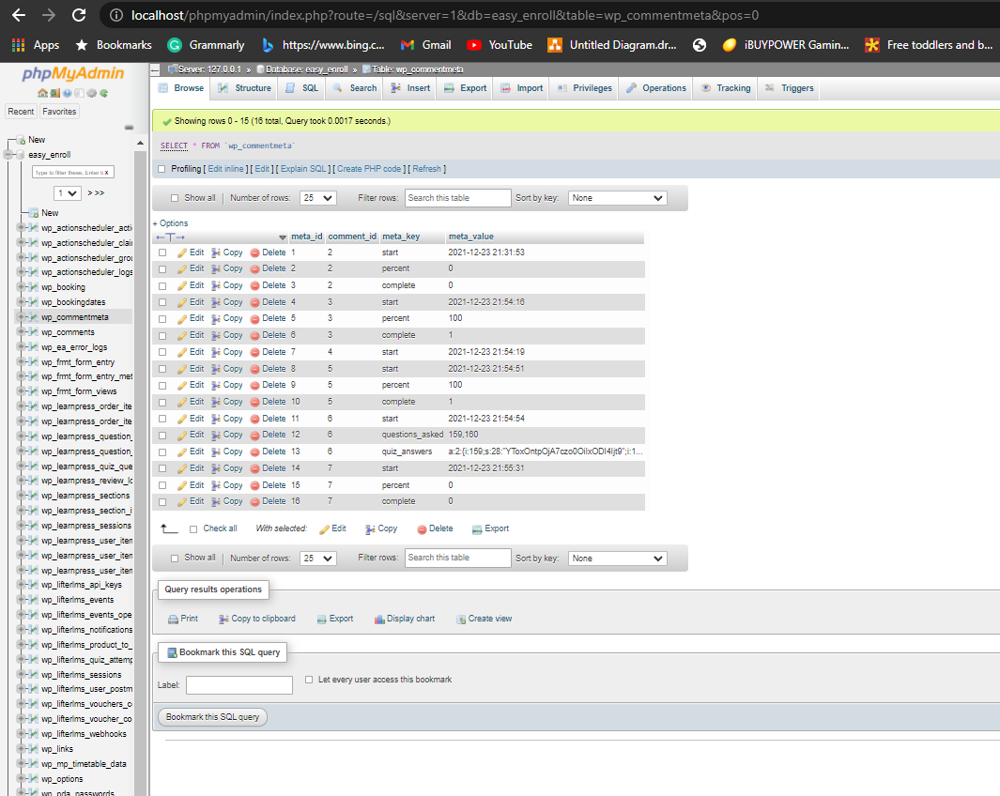 localhost/phpmyadmin/index.php?route=/sql&server=1&db=easy_enroll&table=wp_commentmeta&pos=0
Apps Bookmarks Grammarly https://www.bing.c... Gmail YouTube Untitled Diagram.dr... iBUYPOWER Gamin... Free toddlers and b...
phpMyAdmin
Recent Favorites
New
easy_enroll
Type to filter these, Enter to X
1 > >>
New
wp_actionscheduler_acti
wp_actionscheduler_clai
wp_actionscheduler_grou
wp_actionscheduler_logs
wp_booking
wp_bookingdates
wp_commentmeta
wp_comments
wp_ea_error_logs
wp_frmt_form_entry
wp_frmt_form_entry_met
wp_frmt_form_views
wp_learnpress_order_ite
wp_learnpress_order_ite
wp_learnpress_question_
wp_learnpress_question_
wp_learnpress_quiz_que
wp_learnpress_review_lo
wp_learnpress_sections
wp_learnpress_section_i
wp_learnpress_sessions
wp_learnpress_user_item
wp_learnpress_user_item
wp_learnpress_user_item
wp_lifterlms_api_keys
wp_lifterlms_events
wp_lifterlms_events_ope
wp_lifterlms_notifications
wp_lifterlms_product_to_
wp_lifterlms_quiz_attemp
wp_lifterlms_sessions
wp_lifterlms_user_postm
wp_lifterlms_vouchers_c
wp_lifterlms_voucher_co
wp_lifterlms_webhooks
wp_links
wp_mp_timetable_data
wp_options
wp_pda_passwords
Server: 127.0.0.1 » Database: easy_enroll » Table: wp_commentmeta
Browse Structure SQL Search Insert Export Import Privileges Operations Tracking Triggers
Showing rows 0 - 15 (16 total, Query took 0.0017 seconds.)
SELECT * FROM `wp_commentmeta`
Profiling [ Edit inline ] [ Edit ] [ Explain SQL ] [ Create PHP code ] [ Refresh ]
Show all | Number of rows: 25 Filter rows: Search this table Sort by key: None
+ Options
←T→ meta_id comment_id meta_key meta_value
Edit Copy Delete 1 2 start 2021-12-23 21:31:53
Edit Copy Delete 2 2 percent 0
Edit Copy Delete 3 2 complete 0
Edit Copy Delete 4 3 start 2021-12-23 21:54:16
Edit Copy Delete 5 3 percent 100
Edit Copy Delete 6 3 complete 1
Edit Copy Delete 7 4 start 2021-12-23 21:54:19
Edit Copy Delete 8 5 start 2021-12-23 21:54:51
Edit Copy Delete 9 5 percent 100
Edit Copy Delete 10 5 complete 1
Edit Copy Delete 11 6 start 2021-12-23 21:54:54
Edit Copy Delete 12 6 questions_asked 159,160
Edit Copy Delete 13 6 quiz_answers a:2:{i:159;s:28:"YToxOntpOjA7czo0OiIxODI4Ijt9";i:1...
Edit Copy Delete 14 7 start 2021-12-23 21:55:31
Edit Copy Delete 15 7 percent 0
Edit Copy Delete 16 7 complete 0
Check all With selected: Edit Copy Delete Export
Show all | Number of rows: 25 Filter rows: Search this table Sort by key: None
Query results operations
Print Copy to clipboard Export Display chart Create view
Bookmark this SQL query
Label: Let every user access this bookmark
Bookmark this SQL query